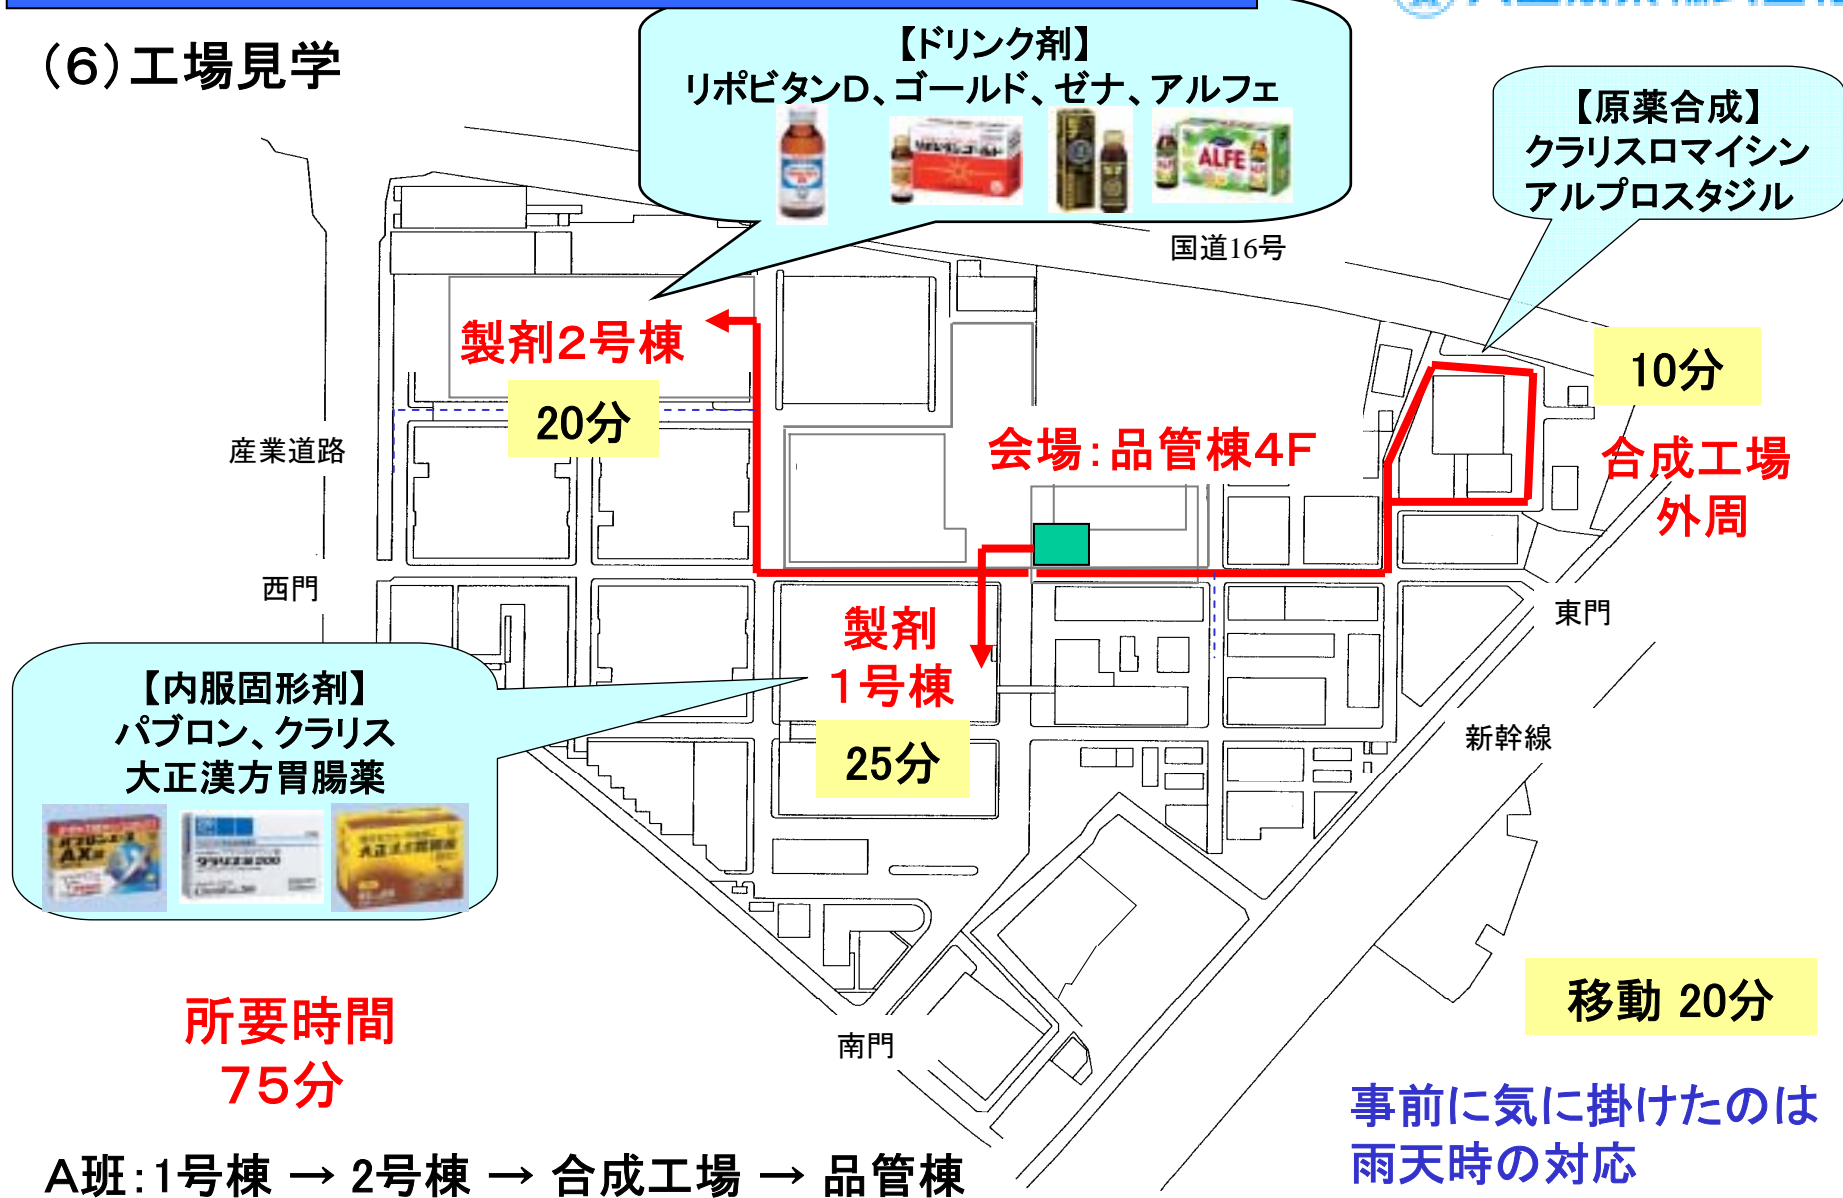 (6)工場見学
【ドリンク剤】
リポビタンD、ゴールド、ゼナ、アルフェ
ALFE
【原薬合成】
クラリスロマイシン
アルプロスタジル
国道16号
製剤2号棟
20分
10分
産業道路
会場:品管棟4F
合成工場
外周
西門
東門
製剤
1号棟
25分
【内服固形剤】
パブロン、クラリス
大正漢方胃腸薬
新幹線
所要時間
75分
南門
移動 20分
事前に気に掛けたのは
雨天時の対応
A班:1号棟 → 2号棟 → 合成工場 → 品管棟